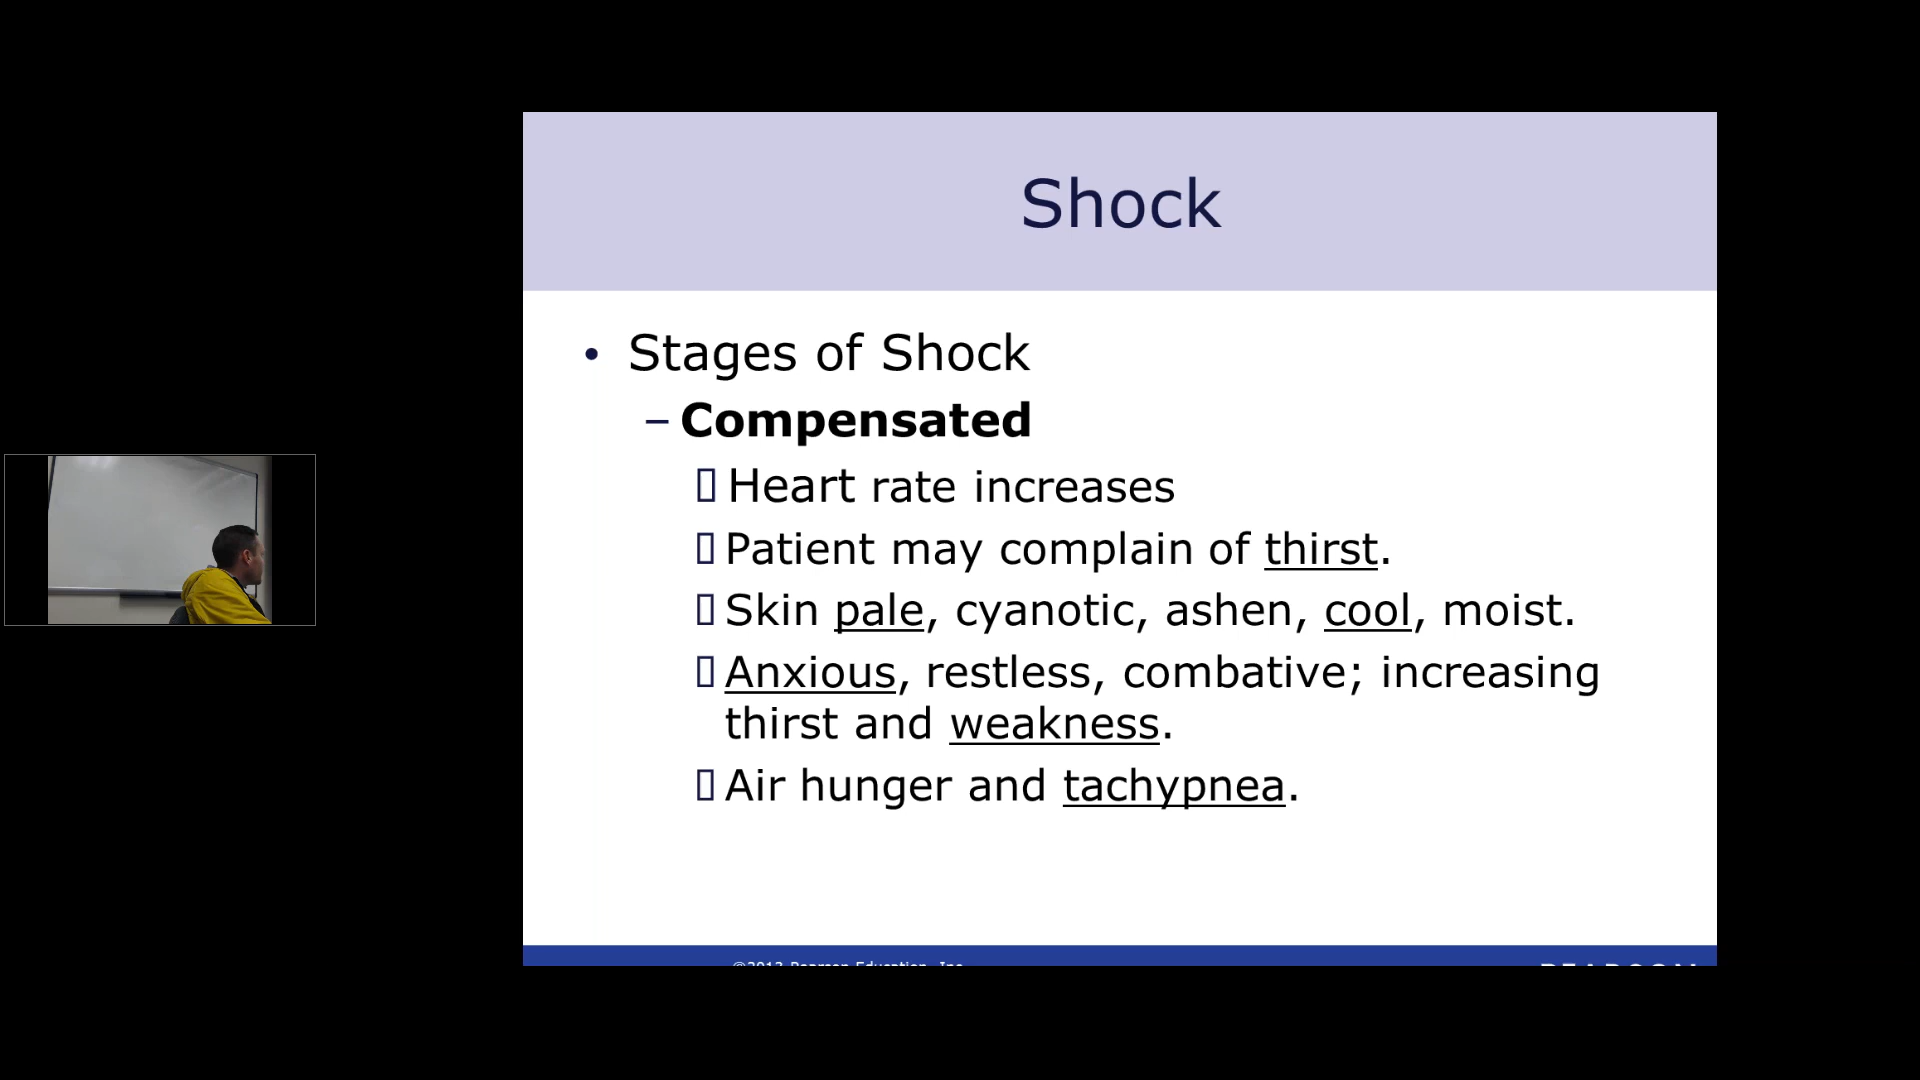 Shock
• Stages of Shock
– Compensated
Heart rate increases
Patient may complain of thirst.
Skin pale, cyanotic, ashen, cool, moist.
Anxious, restless, combative; increasing
thirst and weakness.
Air hunger and tachypnea.
©2013 Pearson Education, Inc.
PEARSON